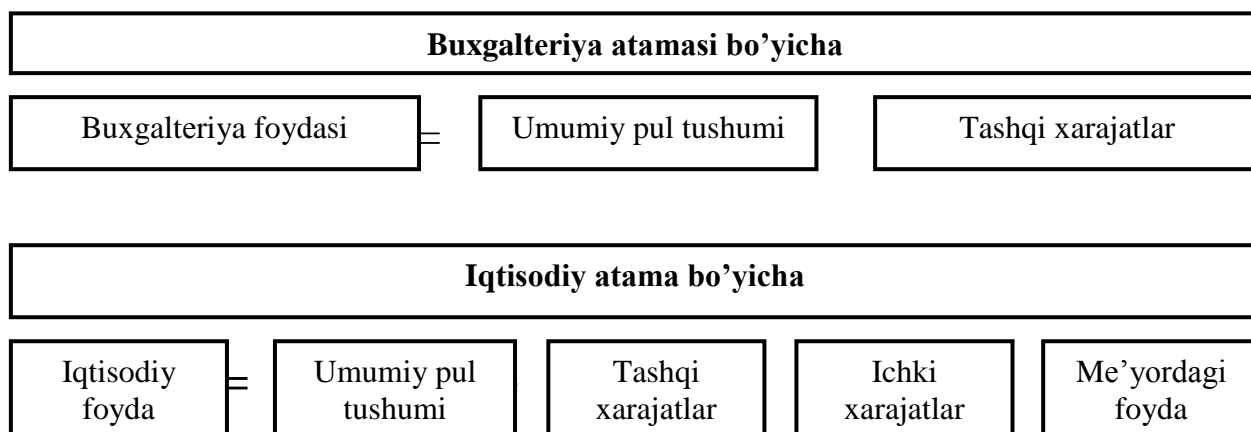 Buxgalteriya atamasi bo’yicha
Buxgalteriya foydasi = Umumiy pul tushumi Tashqi xarajatlar
Iqtisodiy atama bo’yicha
Iqtisodiy foyda = Umumiy pul tushumi Tashqi xarajatlar Ichki xarajatlar Me’yordagi foyda